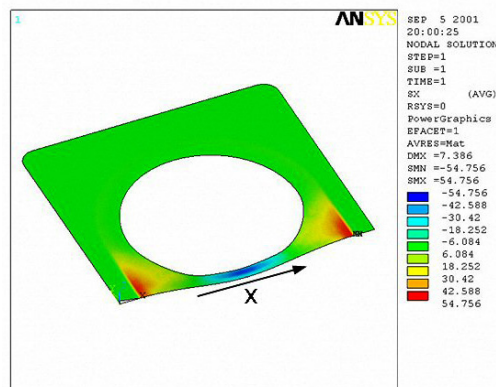 1
ANSYS
SEP 5 2001
20:00:25
NODAL SOLUTION
STEP=1
SUB =1
TIME=1
SX (AVG)
RSYS=0
PowerGraphics
EFACET=1
AVRES=Mat
DMX =7.386
SMN =-54.756
SMX =54.756
-54.756
-42.588
-30.42
-18.252
-6.084
6.084
18.252
30.42
42.588
54.756
X